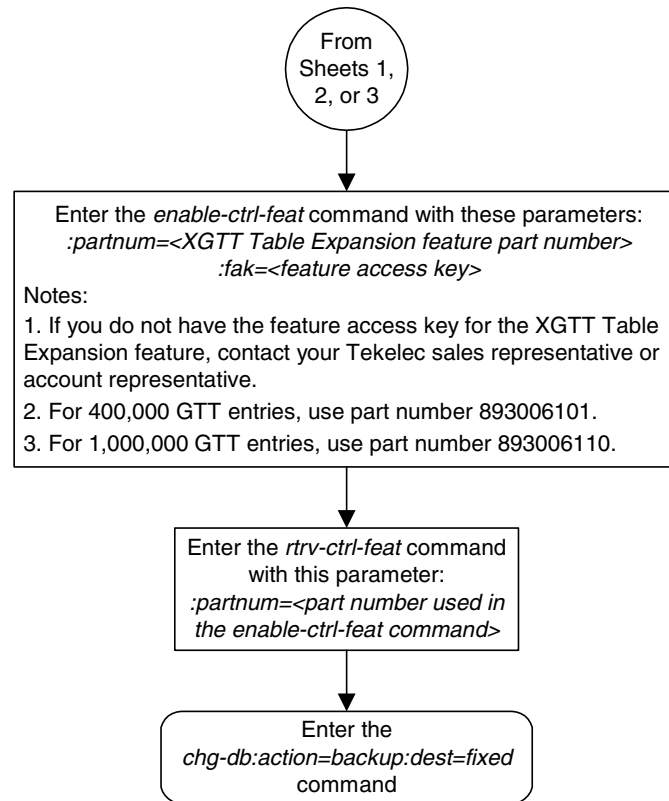 From
Sheets 1,
2, or 3
Enter the enable-ctrl-feat command with these parameters:
:partnum=<XGTT Table Expansion feature part number>
:fak=<feature access key>
Notes:
1. If you do not have the feature access key for the XGTT Table
Expansion feature, contact your Tekelec sales representative or
account representative.
2. For 400,000 GTT entries, use part number 893006101.
3. For 1,000,000 GTT entries, use part number 893006110.
Enter the rtrv-ctrl-feat command
with this parameter:
:partnum=<part number used in
the enable-ctrl-feat command>
Enter the
chg-db:action=backup:dest=fixed
command